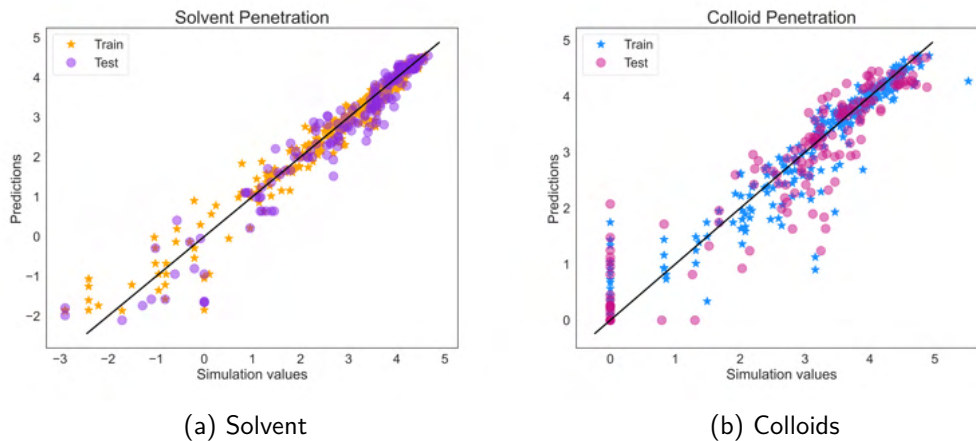 Solvent Penetration
5
4
3
2
1
0
−1
−2
Predictions
Train
Test
−3 −2 −1 0 1 2 3 4 5
Simulation values
(a) Solvent
Colloid Penetration
5
4
3
2
1
0
Predictions
Train
Test
0 1 2 3 4 5
Simulation values
(b) Colloids